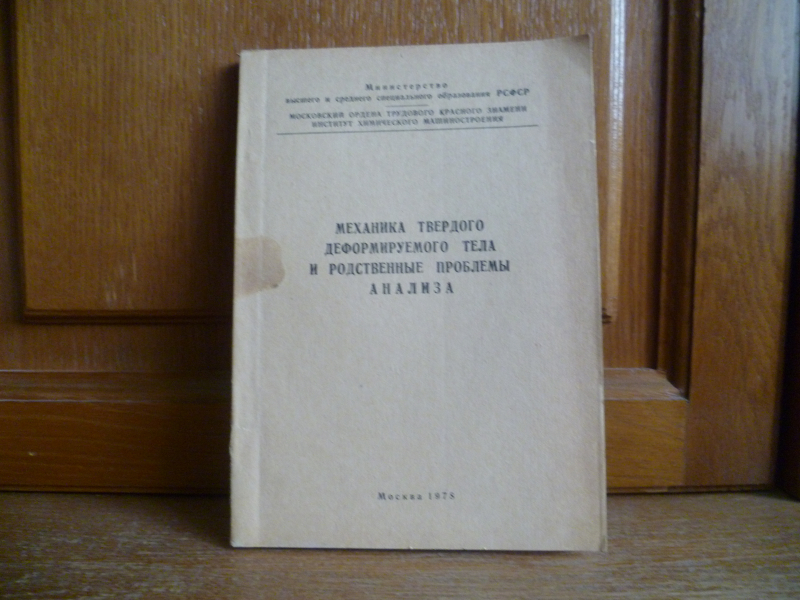 Министерство
высшего и среднего специального образования РСФСР
МОСКОВСКИЙ ОРДЕНА ТРУДОВОГО КРАСНОГО ЗНАМЕНИ
ИНСТИТУТ ХИМИЧЕСКОГО МАШИНОСТРОЕНИЯ
МЕХАНИКА ТВЕРДОГО
ДЕФОРМИРУЕМОГО ТЕЛА
И РОДСТВЕННЫЕ ПРОБЛЕМЫ
АНАЛИЗА
Москва 1978